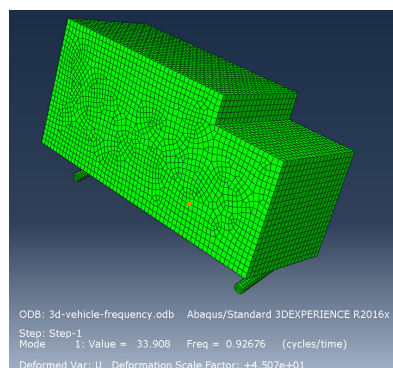 ODB: 3d-vehicle-frequency.odb Abaqus/Standard 3DEXPERIENCE R2016x
Step: Step-1
Mode 1: Value = 33.908 Freq = 0.92676 (cycles/time)
Deformed Var: U Deformation Scale Factor: +4.507e+01